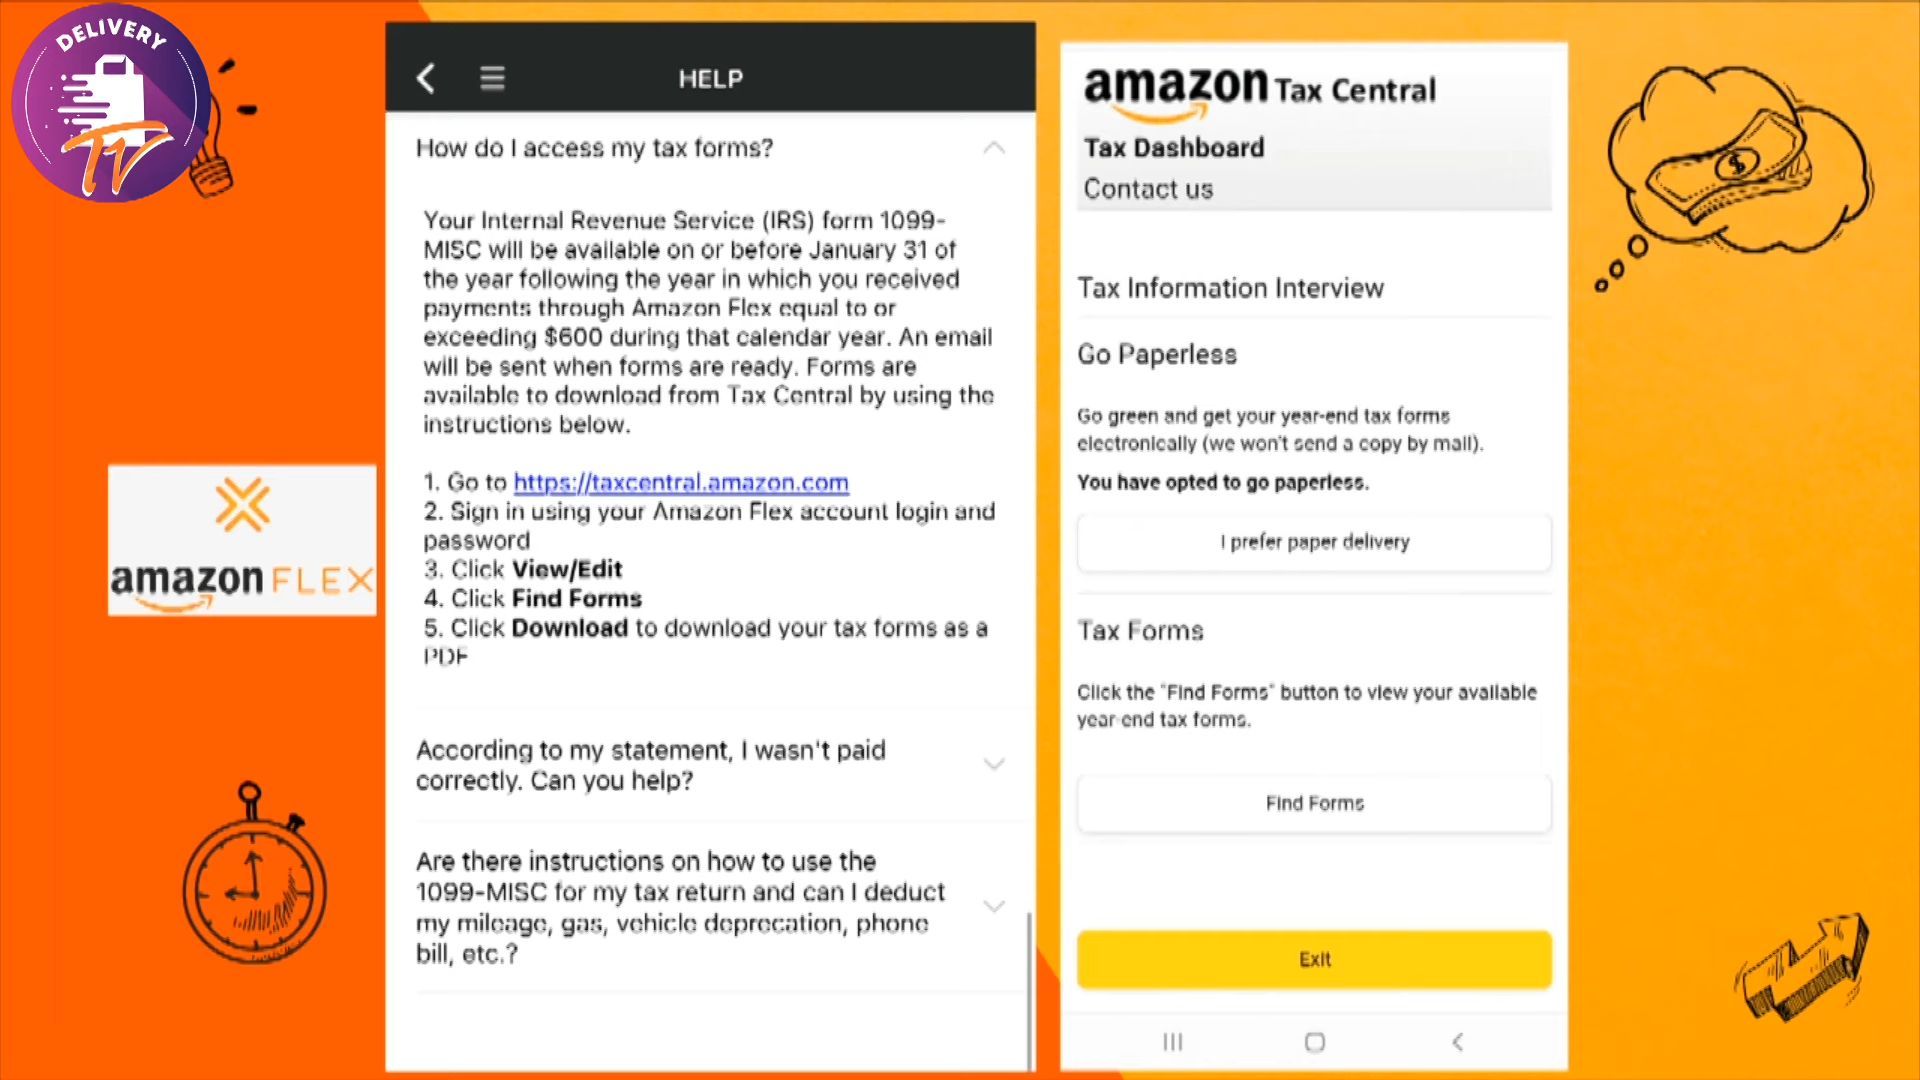 DELIVERY
TV
amazon FLEX
HELP
How do I access my tax forms?
Your Internal Revenue Service (IRS) form 1099-
MISC will be available on or before January 31 of
the year following the year in which you received
payments through Amazon Flex equal to or
exceeding $600 during that calendar year. An email
will be sent when forms are ready. Forms are
available to download from Tax Central by using the
instructions below.
1. Go to https://taxcentral.amazon.com
2. Sign in using your Amazon Flex account login and
password
3. Click View/Edit
4. Click Find Forms
5. Click Download to download your tax forms as a
PDF
According to my statement, I wasn't paid
correctly. Can you help?
Are there instructions on how to use the
1099-MISC for my tax return and can I deduct
my mileage, gas, vehicle deprecation, phone
bill, etc.?
amazon Tax Central
Tax Dashboard
Contact us
Tax Information Interview
Go Paperless
Go green and get your year-end tax forms
electronically (we won't send a copy by mail).
You have opted to go paperless.
I prefer paper delivery
Tax Forms
Click the "Find Forms" button to view your available
year-end tax forms.
Find Forms
Exit
$